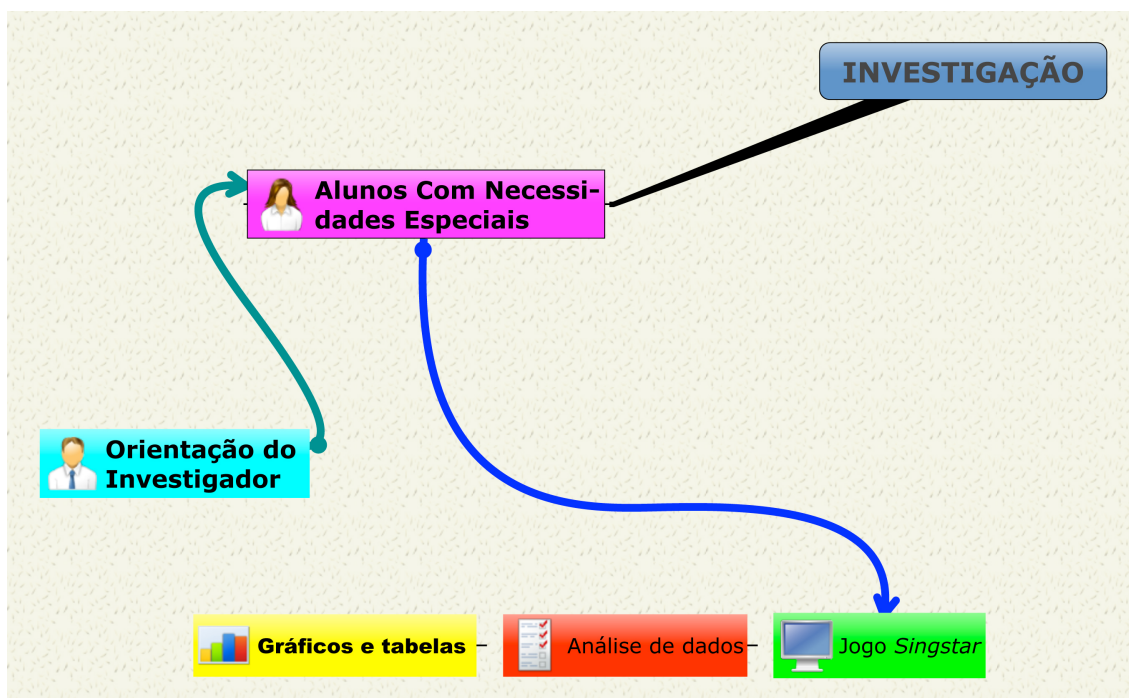 INVESTIGAÇÃO
Alunos Com Necessi-
dades Especiais
Orientação do
Investigador
Gráficos e tabelas
Análise de dados
Jogo Singstar